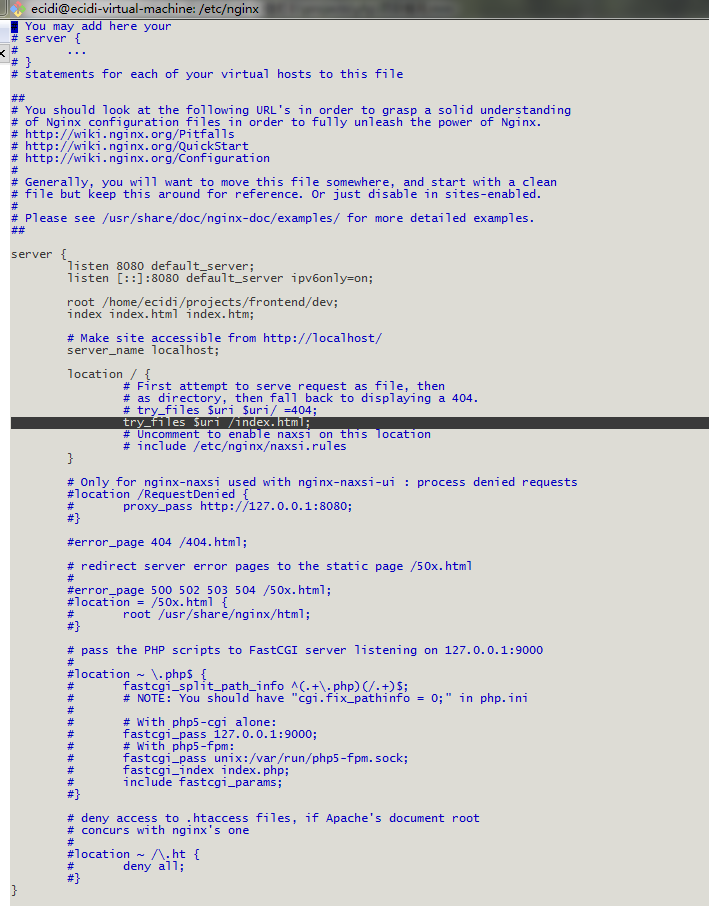 ecidi@ecidi-virtual-machine: /etc/nginx
You may add here your
# server {
#       ...
# }
# statements for each of your virtual hosts to this file
##
# You should look at the following URL's in order to grasp a solid understanding
# of Nginx configuration files in order to fully unleash the power of Nginx.
# http://wiki.nginx.org/Pitfalls
# http://wiki.nginx.org/QuickStart
# http://wiki.nginx.org/Configuration
#
# Generally, you will want to move this file somewhere, and start with a clean
# file but keep this around for reference. Or just disable in sites-enabled.
#
# Please see /usr/share/doc/nginx-doc/examples/ for more detailed examples.
##
server {
        listen 8080 default_server;
        listen [::]:8080 default_server ipv6only=on;
        root /home/ecidi/projects/frontend/dev;
        index index.html index.htm;
        # Make site accessible from http://localhost/
        server_name localhost;
        location / {
                # First attempt to serve request as file, then
                # as directory, then fall back to displaying a 404.
                # try_files $uri $uri/ =404;
                try_files $uri /index.html;
                # Uncomment to enable naxsi on this location
                # include /etc/nginx/naxsi.rules
        }
        # Only for nginx-naxsi used with nginx-naxsi-ui : process denied requests
        #location /RequestDenied {
        #       proxy_pass http://127.0.0.1:8080;
        #}
        #error_page 404 /404.html;
        # redirect server error pages to the static page /50x.html
        #
        #error_page 500 502 503 504 /50x.html;
        #location = /50x.html {
        #       root /usr/share/nginx/html;
        #}
        # pass the PHP scripts to FastCGI server listening on 127.0.0.1:9000
        #
        #location ~ \.php$ {
        #       fastcgi_split_path_info ^(.+\.php)(/.+)$;
        #       # NOTE: You should have "cgi.fix_pathinfo = 0;" in php.ini
        #
        #       # With php5-cgi alone:
        #       fastcgi_pass 127.0.0.1:9000;
        #       # With php5-fpm:
        #       fastcgi_pass unix:/var/run/php5-fpm.sock;
        #       fastcgi_index index.php;
        #       include fastcgi_params;
        #}
        # deny access to .htaccess files, if Apache's document root
        # concurs with nginx's one
        #
        #location ~ /\.ht {
        #       deny all;
        #}
}